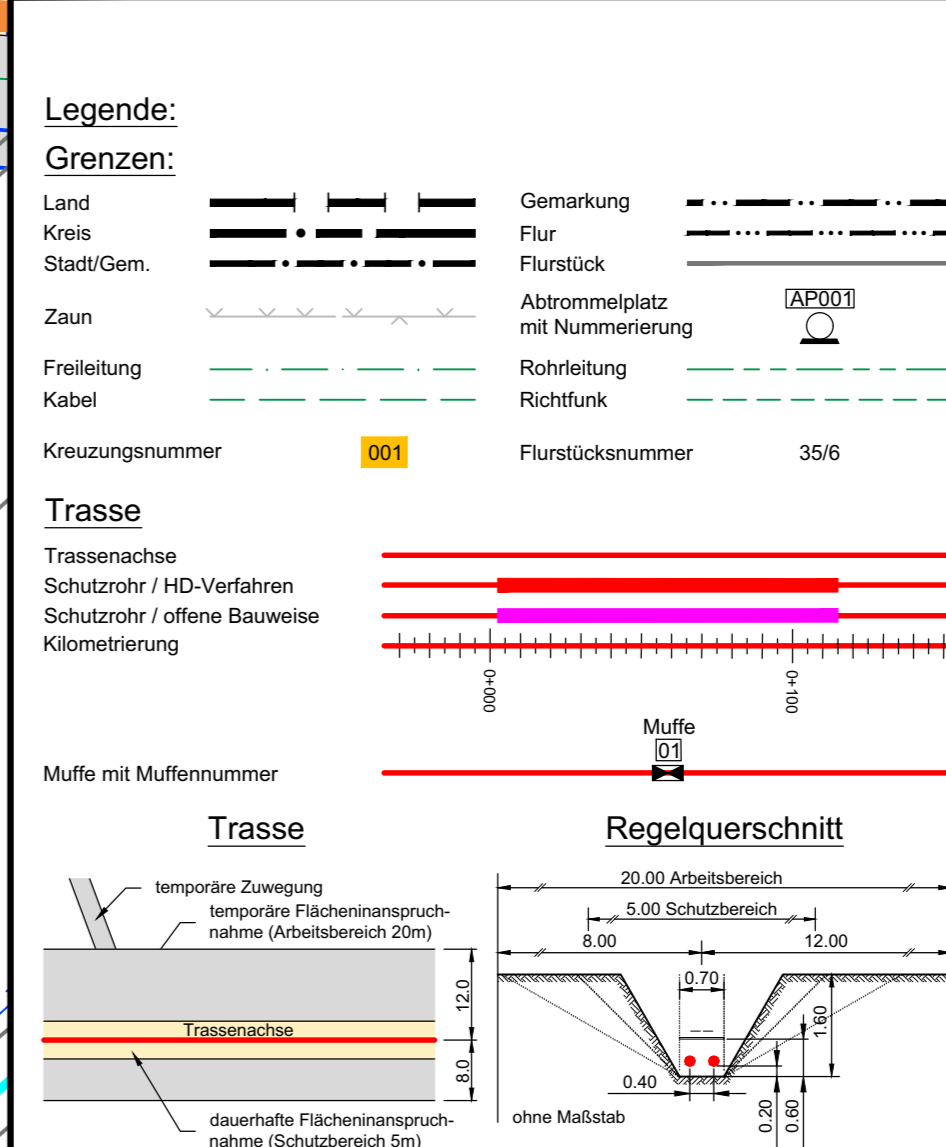 Legende:
Grenzen:
Land
Kreis
Stadt/Gem.
Zaun
Freileitung
Kabel
Kreuzungsnummer
001
Gemarkung
Flur
Flurstück
Abtrommelplatz
mit Nummerierung
AP001
Rohrleitung
Richtfunk
Flurstücksnummer
35/6
Trasse
Trassenachse
Schutzrohr / HD-Verfahren
Schutzrohr / offene Bauweise
Kilometrierung
0+000
0+100
Muffe
01
Muffe mit Muffennummer
Trasse
temporäre Zuwegung
temporäre Flächeninanspruch-
nahme (Arbeitsbereich 20m)
12.0
Trassenachse
8.0
dauerhafte Flächeninanspruch-
nahme (Schutzbereich 5m)
Regelquerschnitt
20.00 Arbeitsbereich
5.00 Schutzbereich
8.00
12.00
0.70
1.60
0.40
ohne Maßstab
0.20
0.60